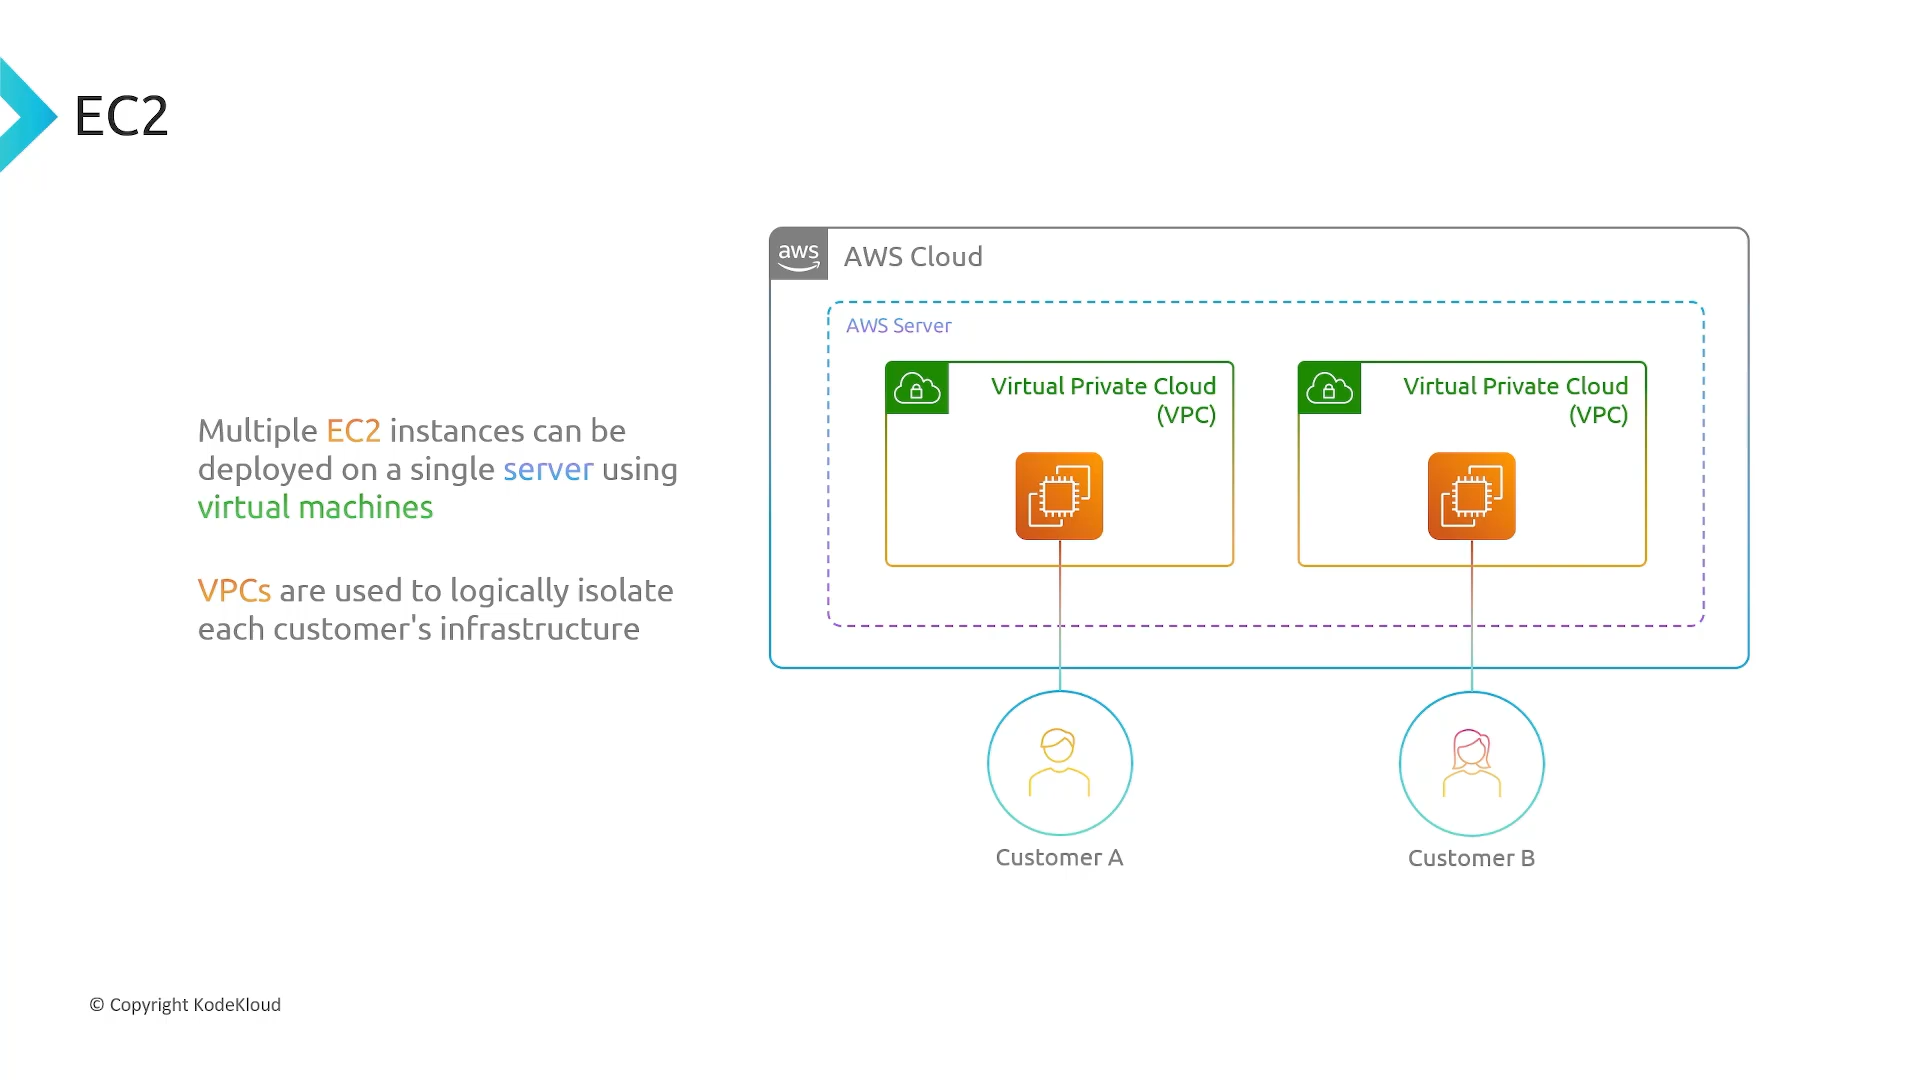 EC2
Multiple EC2 instances can be
deployed on a single server using
virtual machines
VPCs are used to logically isolate
each customer's infrastructure
aws
AWS Cloud
AWS Server
Virtual Private Cloud
(VPC)
Virtual Private Cloud
(VPC)
Customer A
Customer B
© Copyright KodeKloud